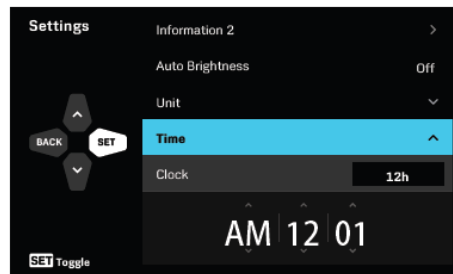 Settings
Information 2
Auto Brightness Off
Unit
BACK SET
Time
Clock 12h
AM 12 01
SET Toggle